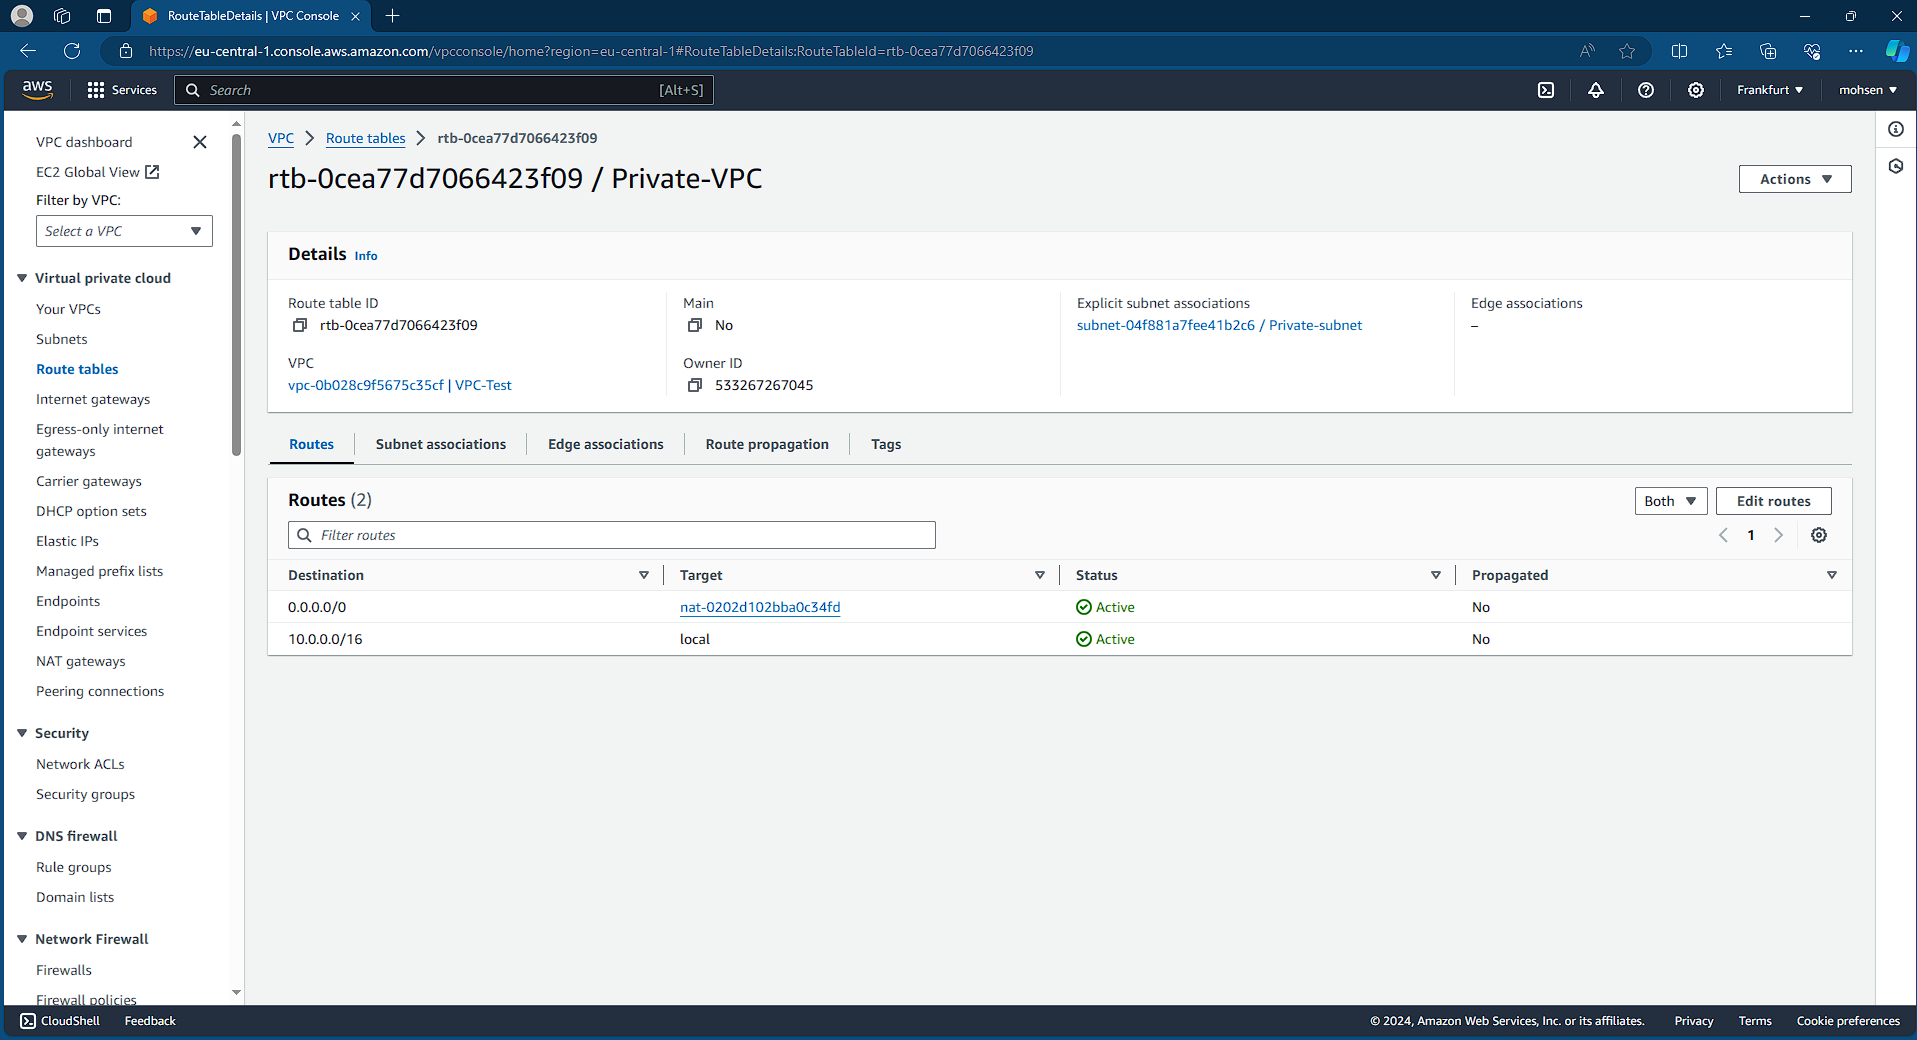 RouteTableDetails | VPC Console
https://eu-central-1.console.aws.amazon.com/vpcconsole/home?region=eu-central-1#RouteTableDetails:RouteTableId=rtb-0cea77d7066423f09
aws
Services
Search
[Alt+S]
Frankfurt
mohsen
VPC dashboard
EC2 Global View
Filter by VPC:
Select a VPC
Virtual private cloud
Your VPCs
Subnets
Route tables
Internet gateways
Egress-only internet
gateways
Carrier gateways
DHCP option sets
Elastic IPs
Managed prefix lists
Endpoints
Endpoint services
NAT gateways
Peering connections
Security
Network ACLs
Security groups
DNS firewall
Rule groups
Domain lists
Network Firewall
Firewalls
Firewall policies
VPC
Route tables
rtb-0cea77d7066423f09
rtb-0cea77d7066423f09 / Private-VPC
Actions
Details
Info
Route table ID
rtb-0cea77d7066423f09
Main
No
Explicit subnet associations
subnet-04f881a7fee41b2c6 / Private-subnet
Edge associations
–
VPC
vpc-0b028c9f5675c35cf | VPC-Test
Owner ID
533267267045
Routes
Subnet associations
Edge associations
Route propagation
Tags
Routes (2)
Both
Edit routes
Filter routes
1
Destination
Target
Status
Propagated
0.0.0.0/0
nat-0202d102bba0c34fd
Active
No
10.0.0.0/16
local
Active
No
CloudShell
Feedback
© 2024, Amazon Web Services, Inc. or its affiliates.
Privacy
Terms
Cookie preferences